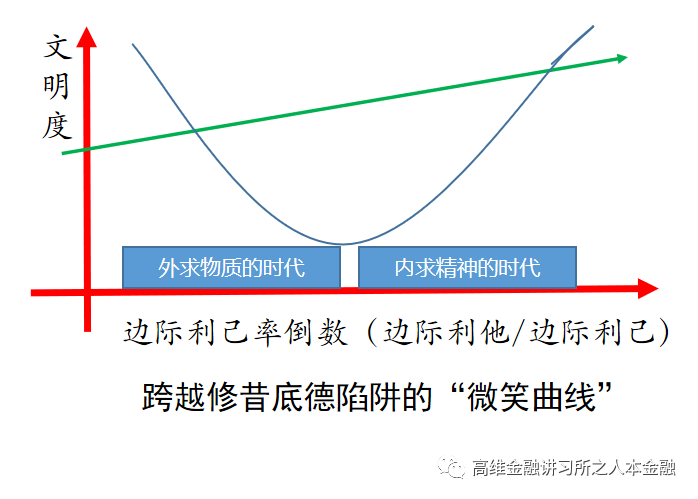 文
明
度
外求物质的时代
内求精神的时代
边际利己率倒数（边际利他/边际利己）
跨越修昔底德陷阱的“微笑曲线”
高维金融讲习所之人本金融